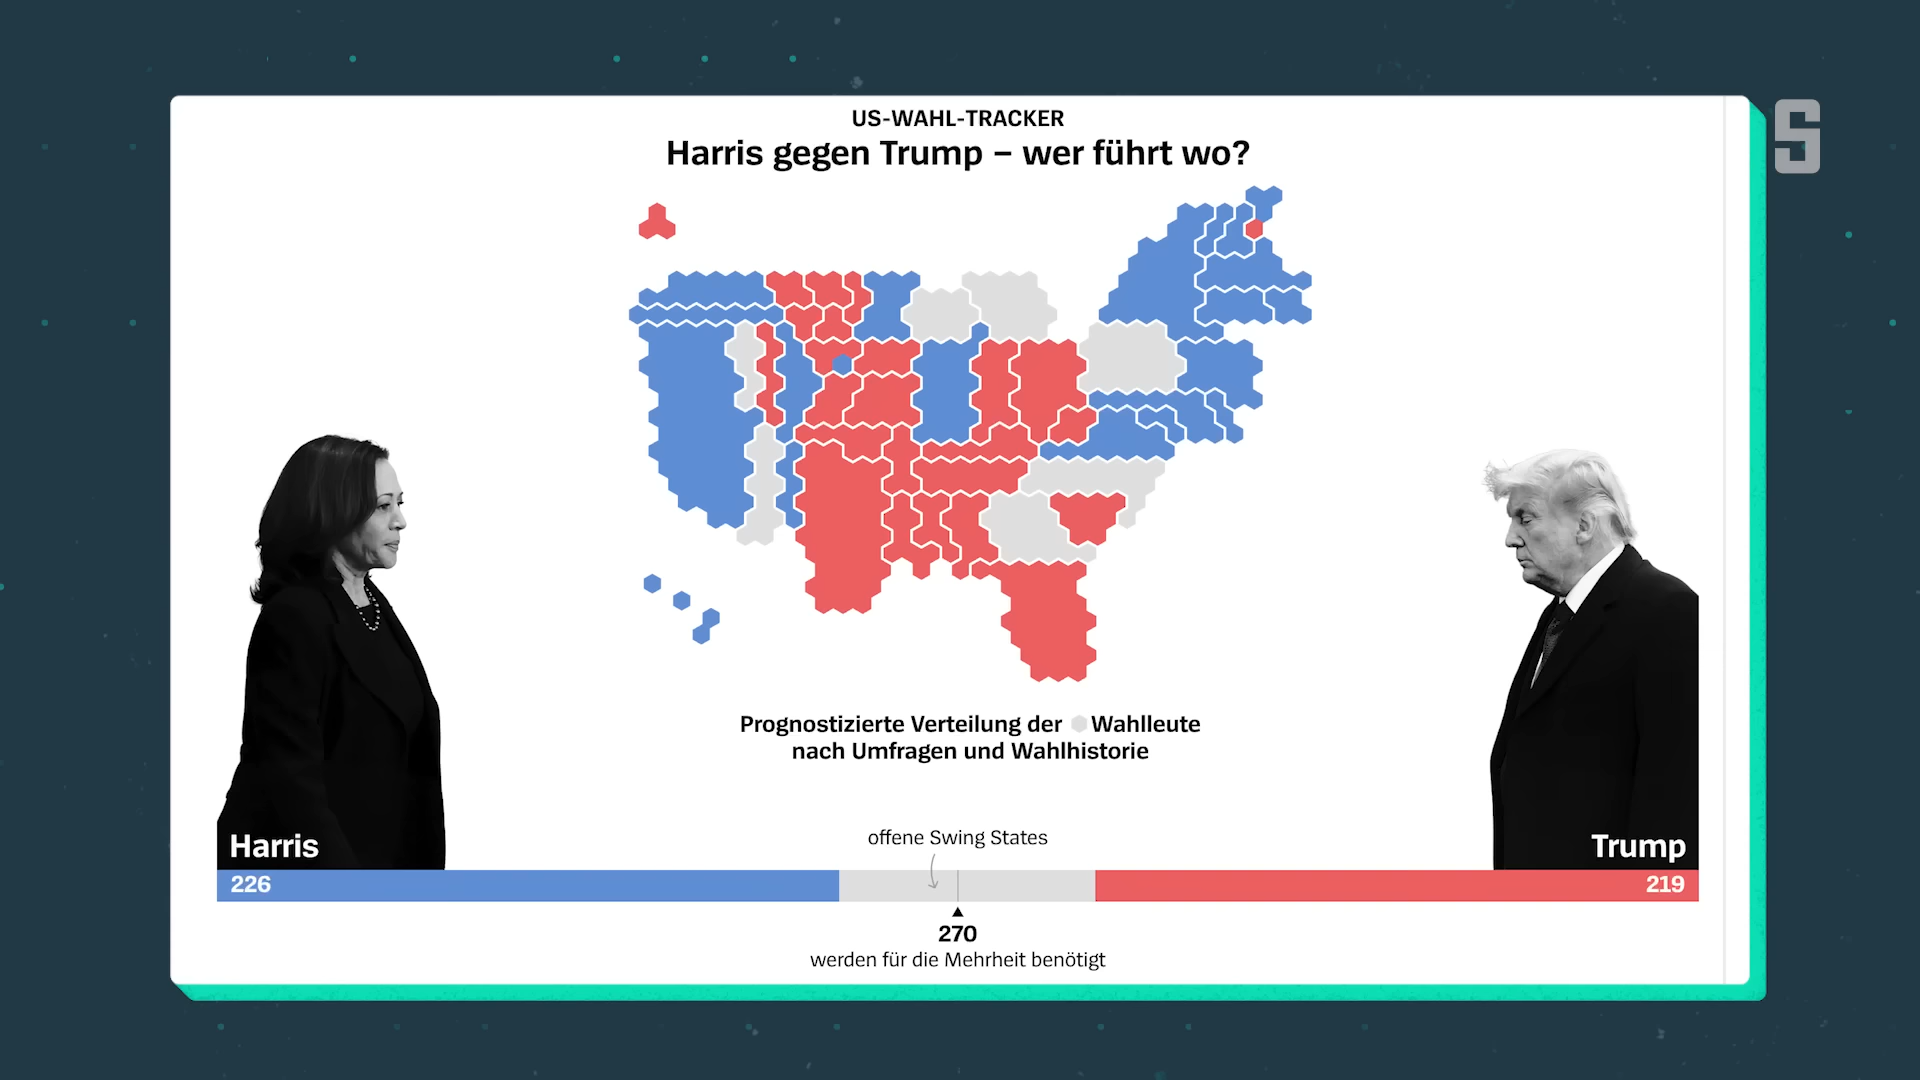 US-WAHL-TRACKER
Harris gegen Trump – wer führt wo?
S
Prognostizierte Verteilung der Wahlleute
nach Umfragen und Wahlhistorie
offene Swing States
Harris
Trump
226
219
270
werden für die Mehrheit benötigt